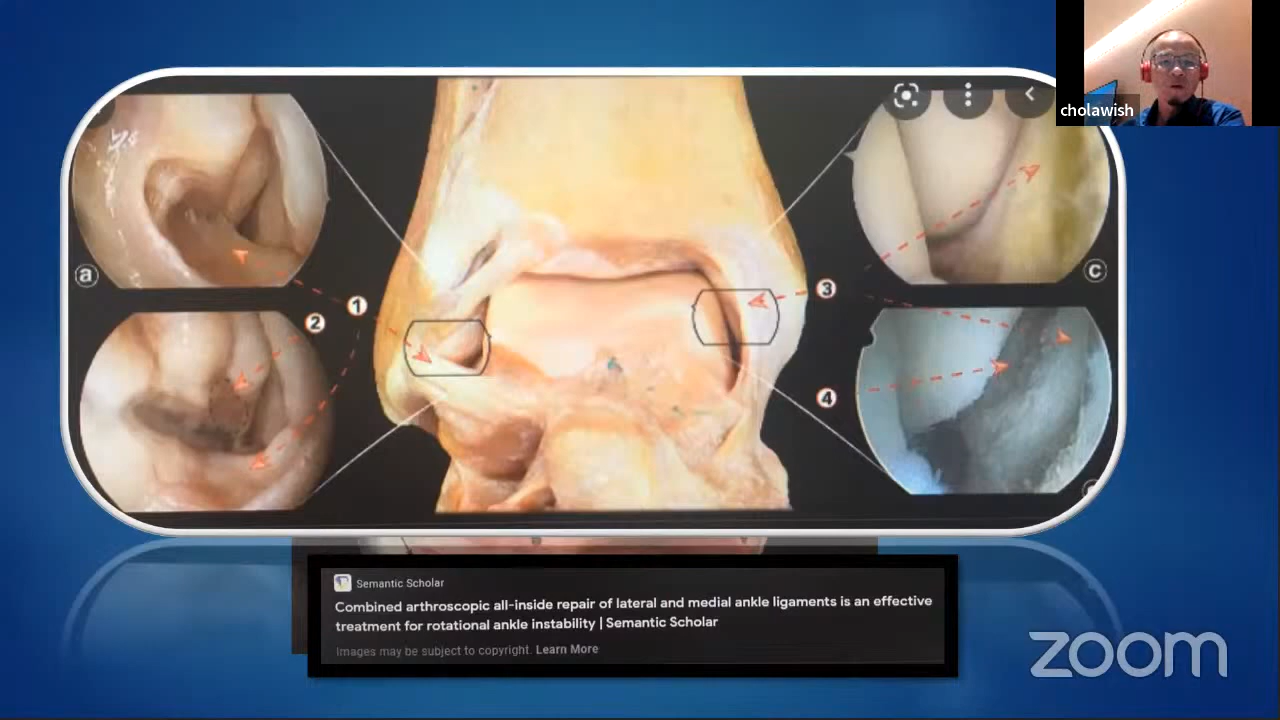 cholawish
a
c
1
2
3
4
Semantic Scholar
Combined arthroscopic all-inside repair of lateral and medial ankle ligaments is an effective
treatment for rotational ankle instability | Semantic Scholar
Images may be subject to copyright. Learn More
zoom